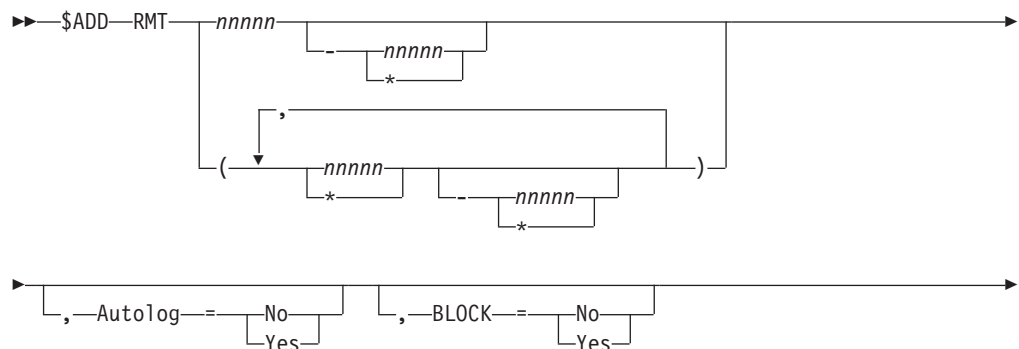 $ADD RMT nnnnn
- nnnnn
*
,
( nnnnn )
*
- nnnnn
*
, Autolog = No , BLOCK = No
Yes Yes